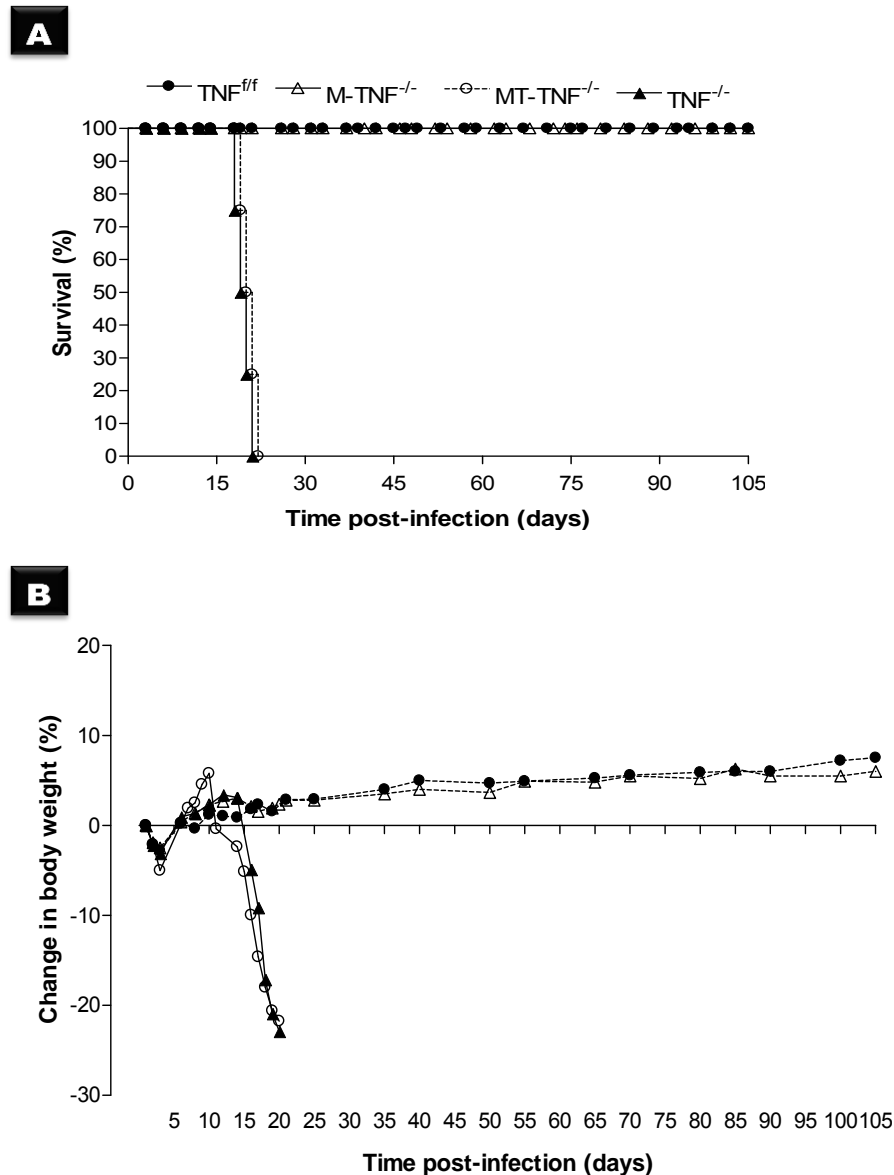 A
TNF^f/f M-TNF^-/- MT-TNF^-/- TNF^-/-
100
90
80
70
60
50
40
30
20
10
0
Survival (%)
0 15 30 45 60 75 90 105
Time post-infection (days)
B
20
10
0
-10
-20
-30
Change in body weight (%)
5 10 15 20 25 30 35 40 45 50 55 60 65 70 75 80 85 90 95 100 105
Time post-infection (days)